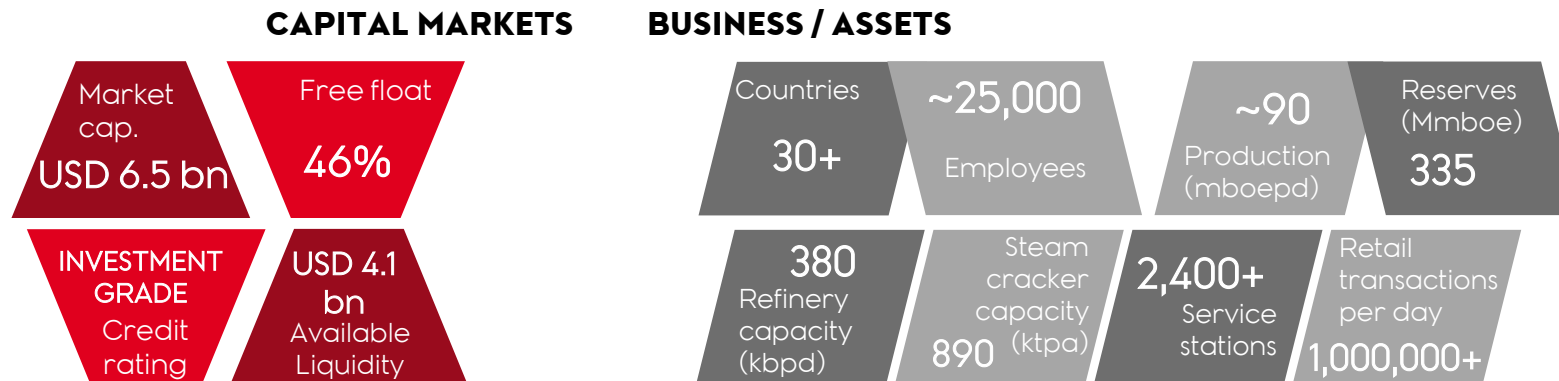 CAPITAL MARKETS
BUSINESS / ASSETS
Market
cap.
USD 6.5 bn
Free float
46%
INVESTMENT
GRADE
Credit
rating
USD 4.1
bn
Available
Liquidity
Countries
30+
~25,000
Employees
~90
Production
(mboepd)
Reserves
(Mmboe)
335
380
Refinery
capacity
(kbpd)
Steam
cracker
capacity
(ktpa)
890
2,400+
Service
stations
Retail
transactions
per day
1,000,000+